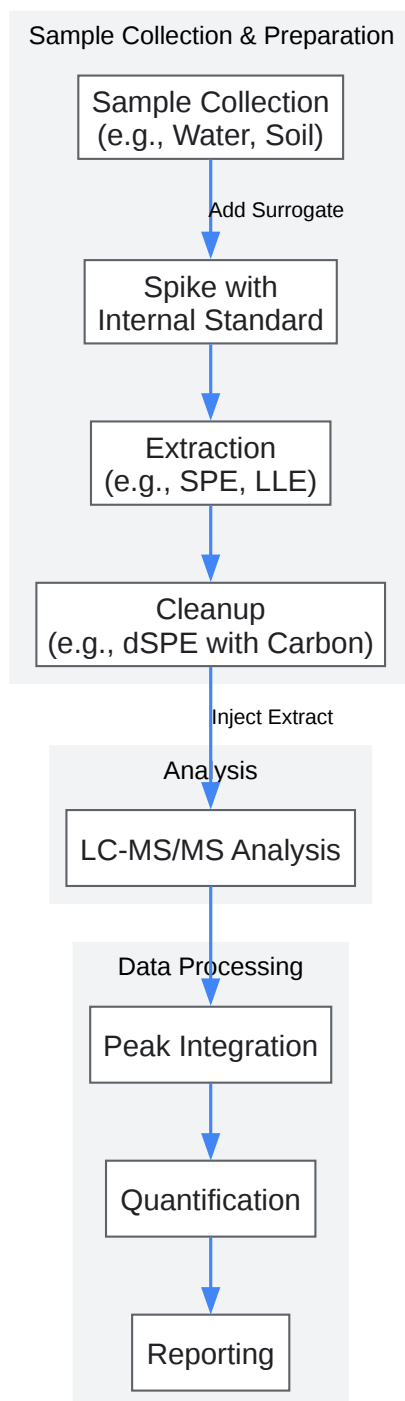 Sample Collection & Preparation
Sample Collection
(e.g., Water, Soil)
Add Surrogate
Spike with
Internal Standard
Extraction
(e.g., SPE, LLE)
Cleanup
(e.g., dSPE with Carbon)
Inject Extract
Analysis
LC-MS/MS Analysis
Data Processing
Peak Integration
Quantification
Reporting